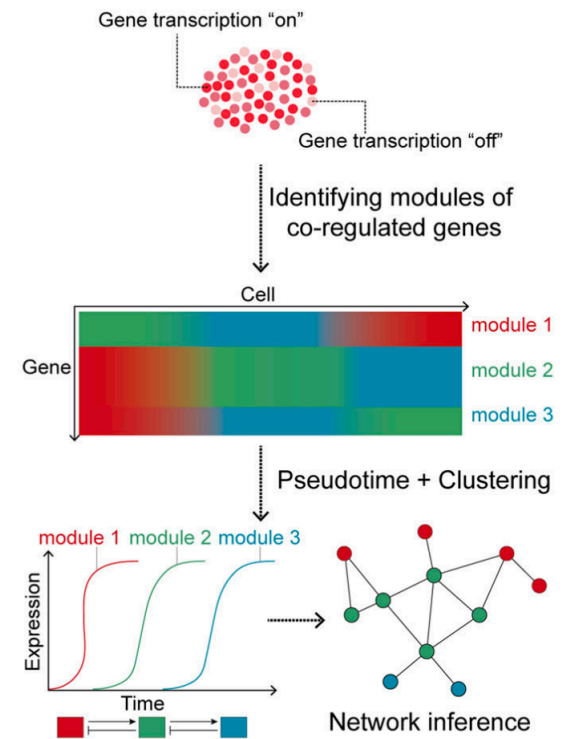 Gene transcription “on”
Gene transcription “off”
Identifying modules of
co-regulated genes
Cell
Gene
module 1
module 2
module 3
Pseudotime + Clustering
module 1 module 2 module 3
Expression
Time
Network inference